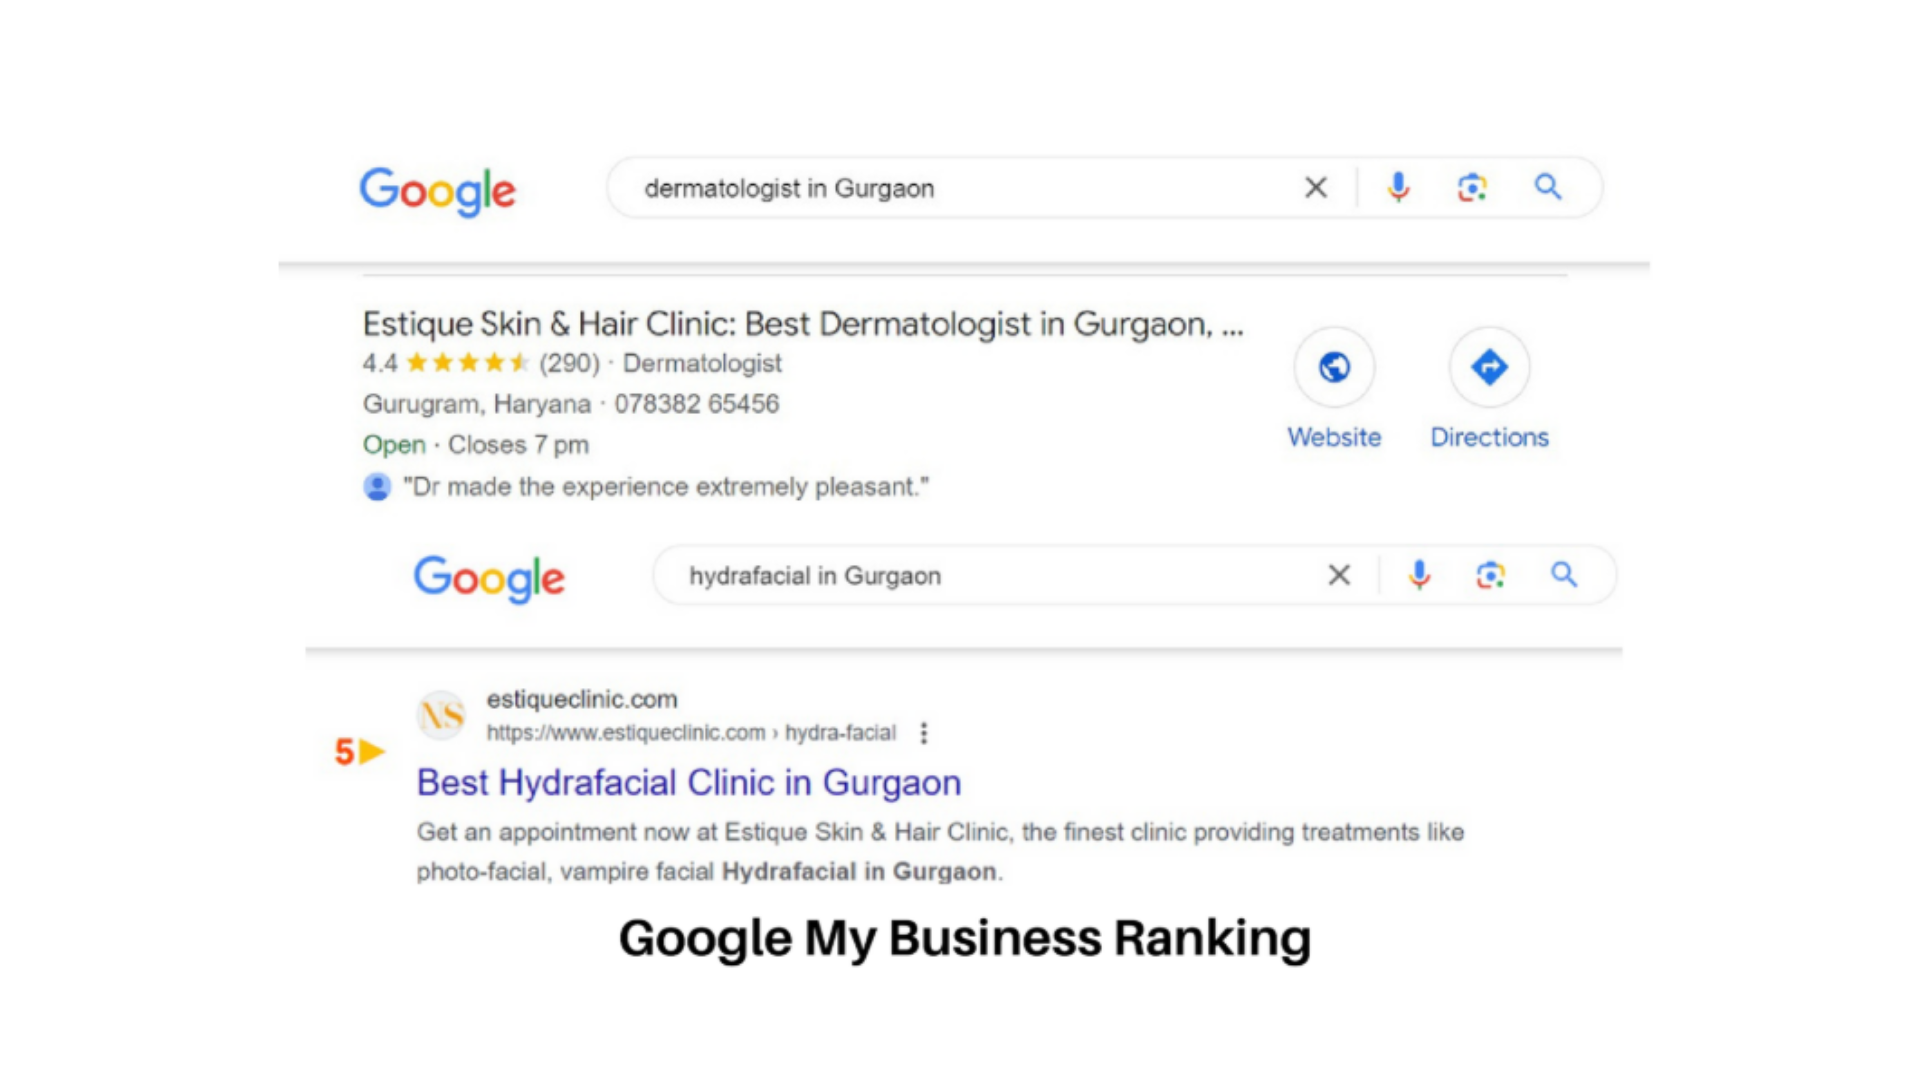 Google dermatologist in Gurgaon
Estique Skin & Hair Clinic: Best Dermatologist in Gurgaon, ...
4.4 (290) · Dermatologist
Gurugram, Haryana · 078382 65456
Open · Closes 7 pm
"Dr made the experience extremely pleasant."
Website
Directions
Google hydrafacial in Gurgaon
NS
estiqueclinic.com
https://www.estiqueclinic.com › hydra-facial
5
Best Hydrafacial Clinic in Gurgaon
Get an appointment now at Estique Skin & Hair Clinic, the finest clinic providing treatments like
photo-facial, vampire facial Hydrafacial in Gurgaon.
Google My Business Ranking